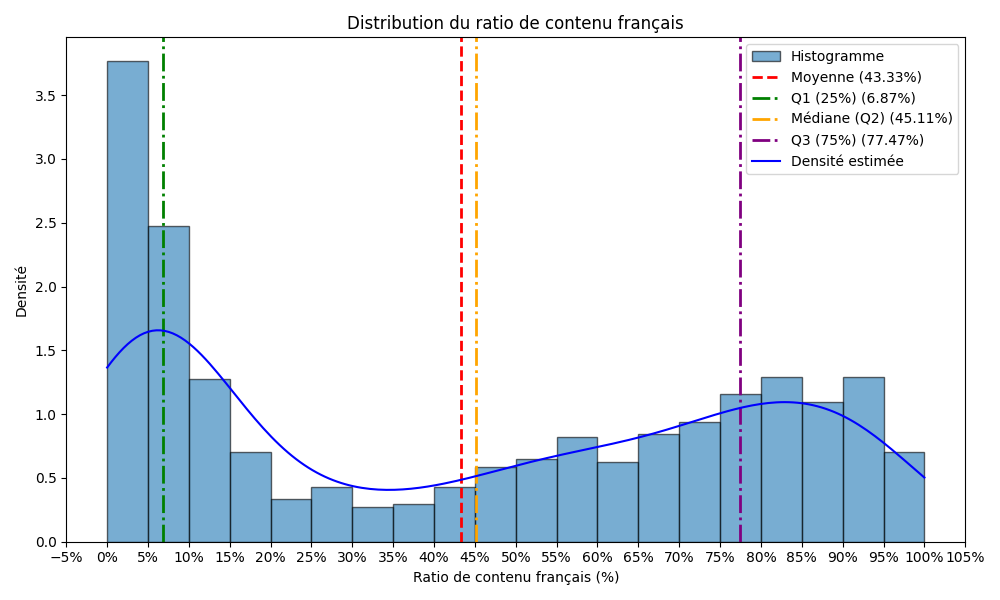 Distribution du ratio de contenu français
Histogramme
Moyenne (43.33%)
Q1 (25%) (6.87%)
Médiane (Q2) (45.11%)
Q3 (75%) (77.47%)
Densité estimée
Densité
3.5
3.0
2.5
2.0
1.5
1.0
0.5
0.0
−5% 0% 5% 10% 15% 20% 25% 30% 35% 40% 45% 50% 55% 60% 65% 70% 75% 80% 85% 90% 95% 100% 105%
Ratio de contenu français (%)